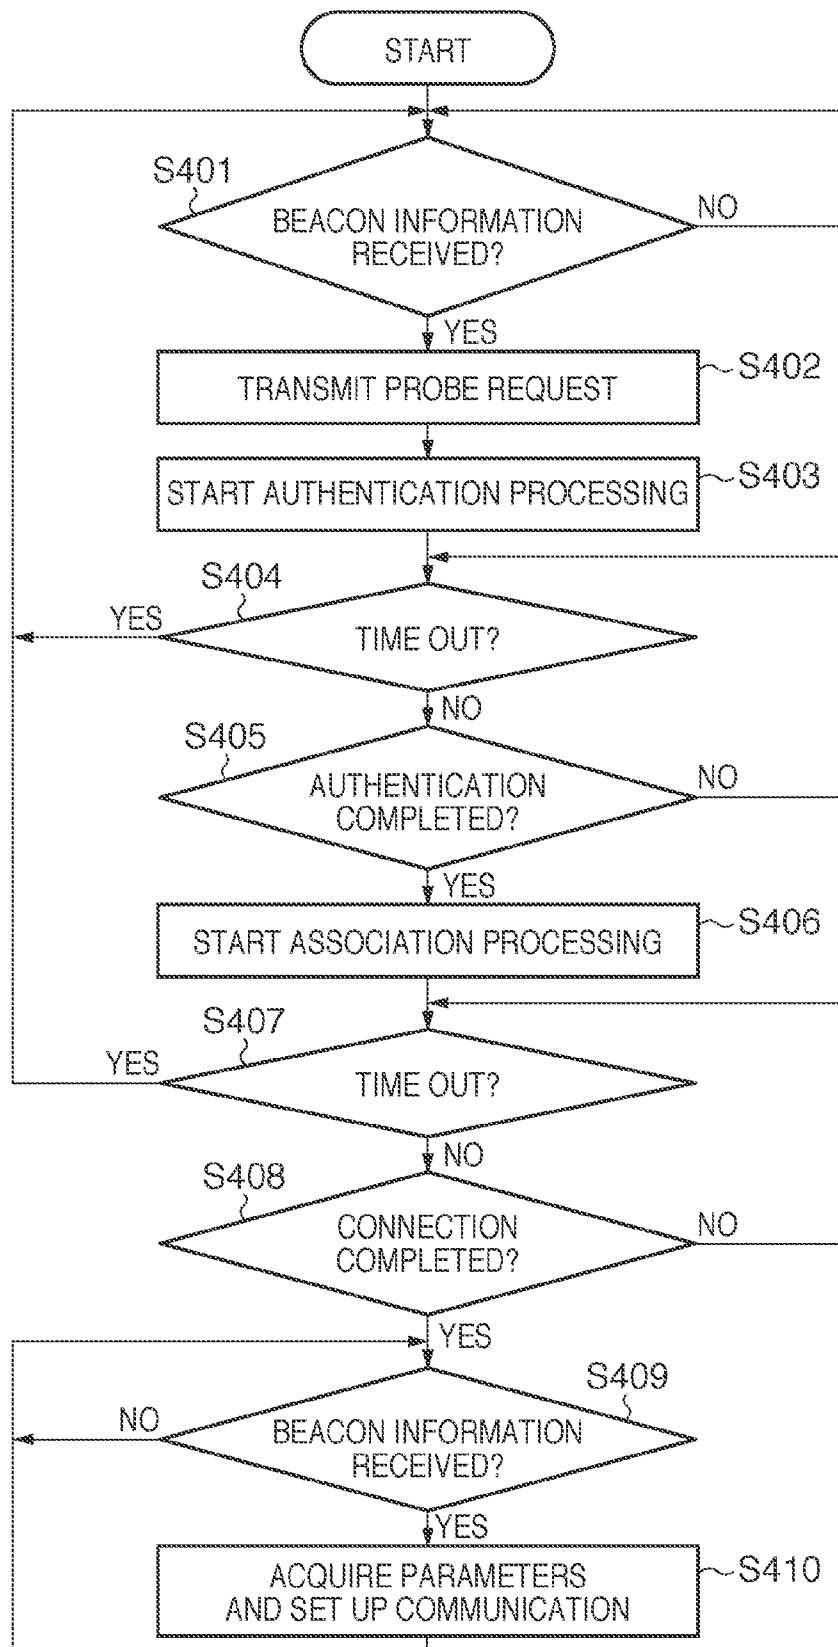 START
S401
BEACON INFORMATION
RECEIVED?
NO
YES
TRANSMIT PROBE REQUEST
S402
START AUTHENTICATION PROCESSING
S403
S404
YES
TIME OUT?
NO
S405
AUTHENTICATION
COMPLETED?
NO
YES
START ASSOCIATION PROCESSING
S406
S407
YES
TIME OUT?
NO
S408
CONNECTION
COMPLETED?
NO
YES
S409
NO
BEACON INFORMATION
RECEIVED?
YES
ACQUIRE PARAMETERS
AND SET UP COMMUNICATION
S410